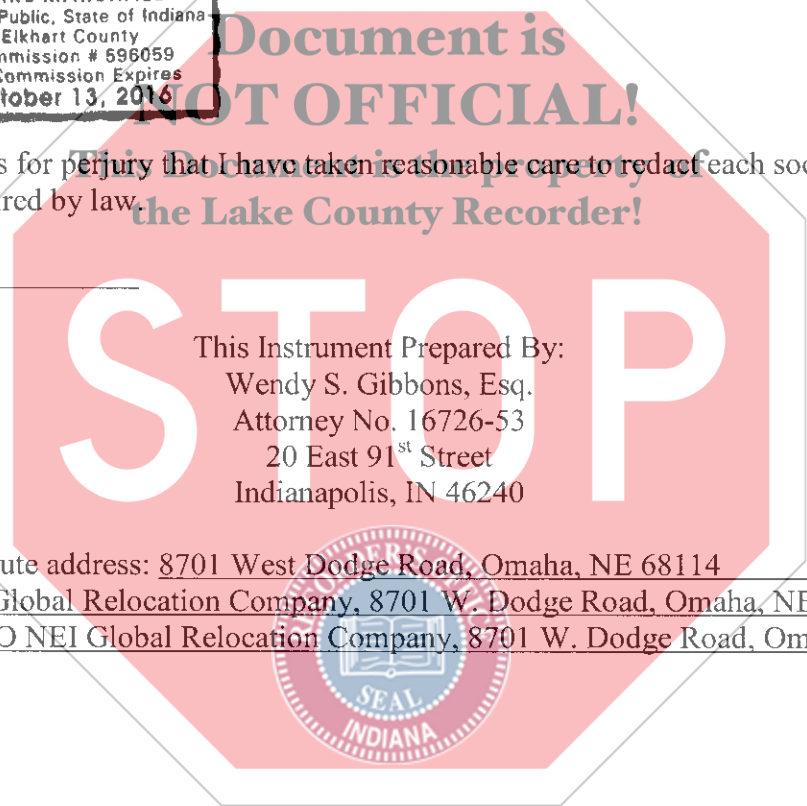 Public, State of Indiana
Elkhart County
mmission # 596059
Commission Expires
tober 13, 2016
Document is
NOT OFFICIAL!
This Document is the property of
the Lake County Recorder!
s for perjury that I have taken reasonable care to redact each soc
red by law.
STOP
This Instrument Prepared By:
Wendy S. Gibbons, Esq.
Attorney No. 16726-53
20 East 91st Street
Indianapolis, IN 46240
ute address: 8701 West Dodge Road, Omaha, NE 68114
Global Relocation Company, 8701 W. Dodge Road, Omaha, NE
O NEI Global Relocation Company, 8701 W. Dodge Road, Om
SEAL
INDIANA